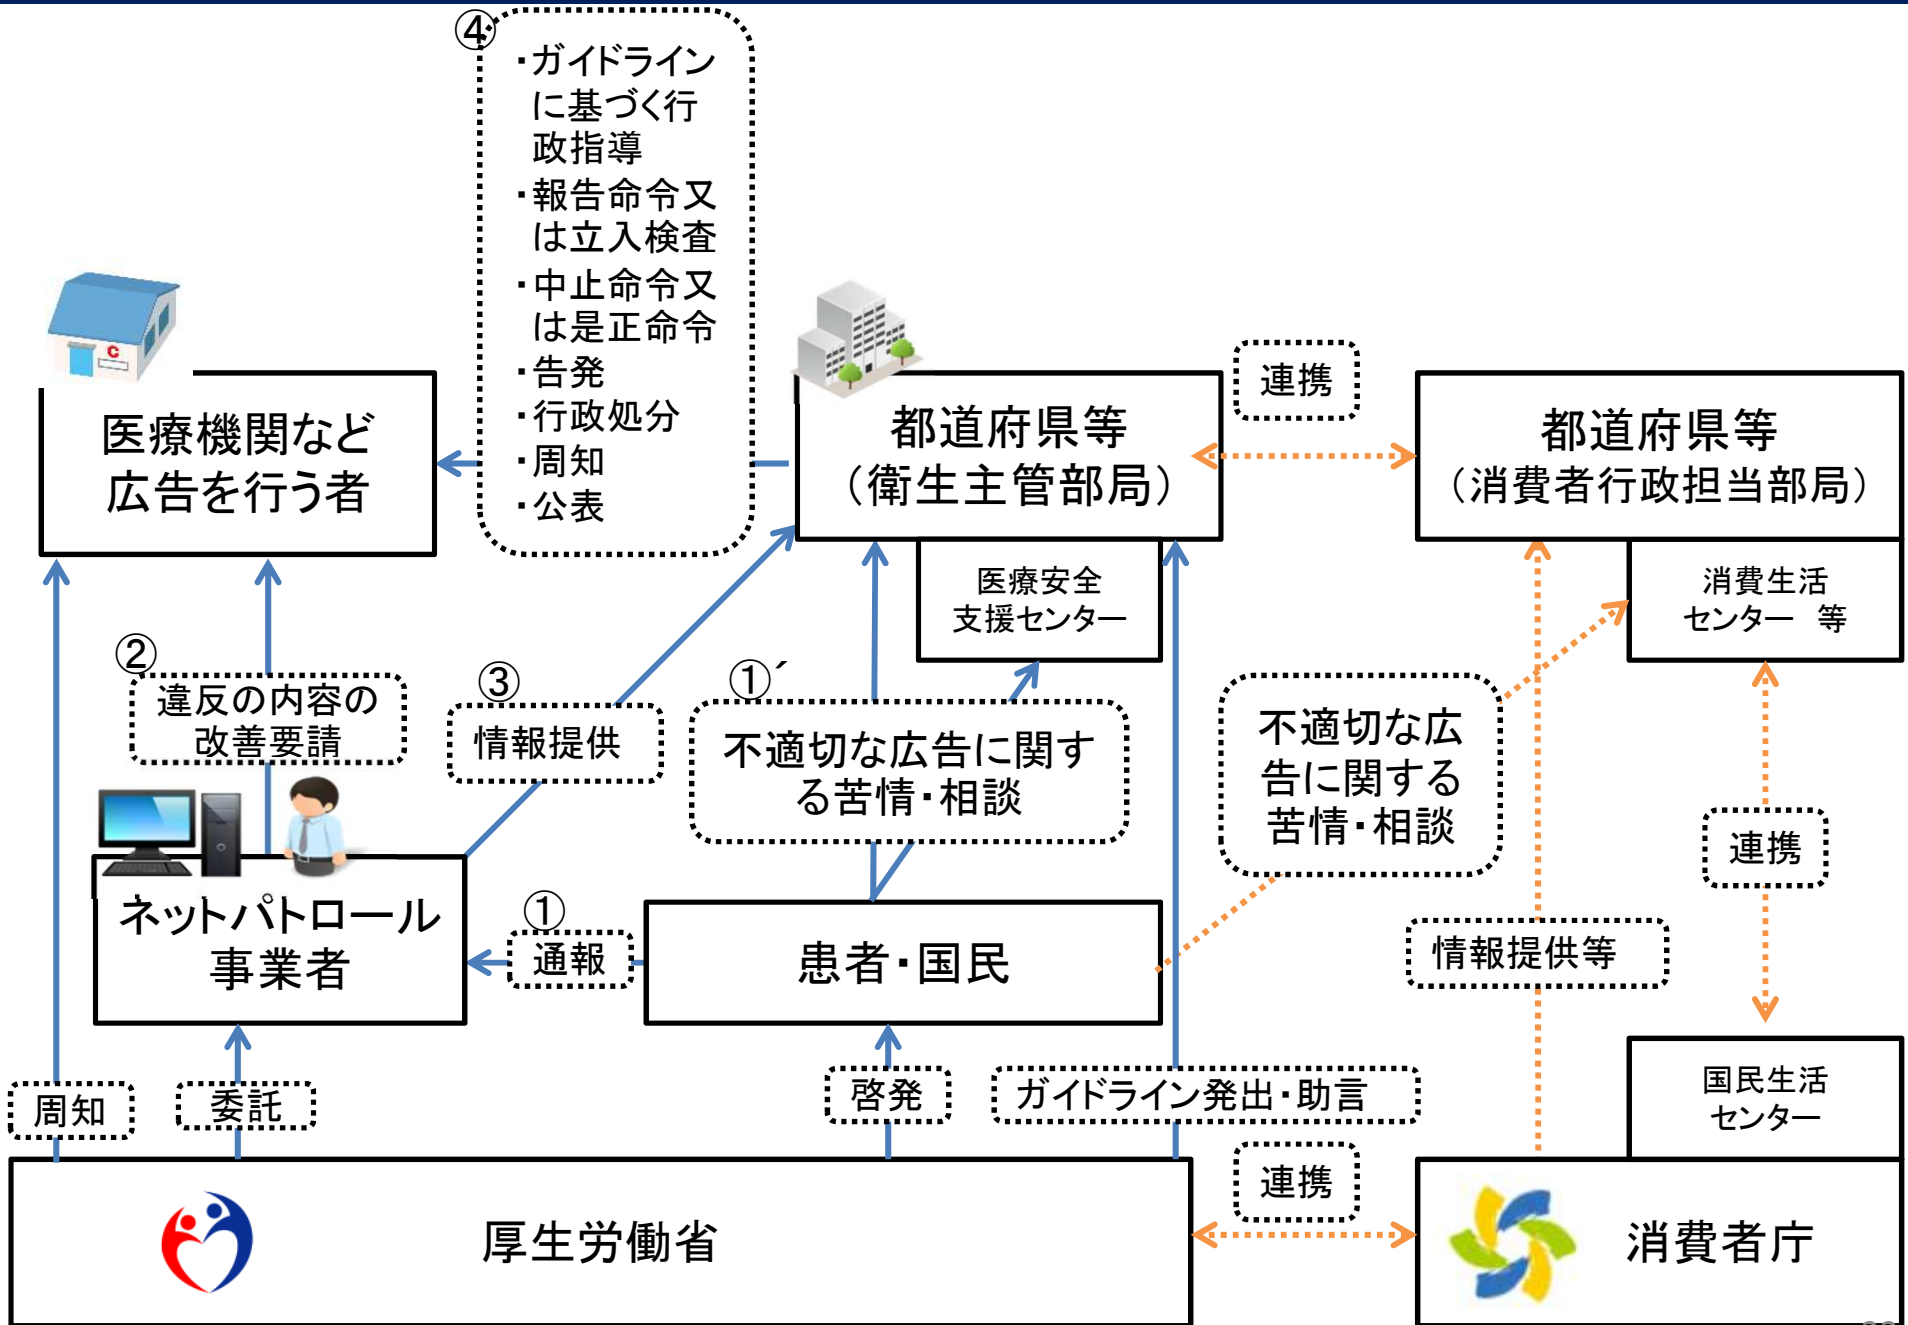 ④
・ガイドライン
に基づく行
政指導
・報告命令又
は立入検査
・中止命令又
は是正命令
・告発
・行政処分
・周知
・公表
C
医療機関など
広告を行う者
都道府県等
（衛生主管部局）
連携
都道府県等
（消費者行政担当部局）
医療安全
支援センター
消費生活
センター　等
②
違反の内容の
改善要請
③
情報提供
①´
不適切な広告に関す
る苦情・相談
不適切な広
告に関する
苦情・相談
連携
ネットパトロール
事業者
①
通報
患者・国民
情報提供等
周知
委託
啓発
ガイドライン発出・助言
国民生活
センター
厚生労働省
連携
消費者庁